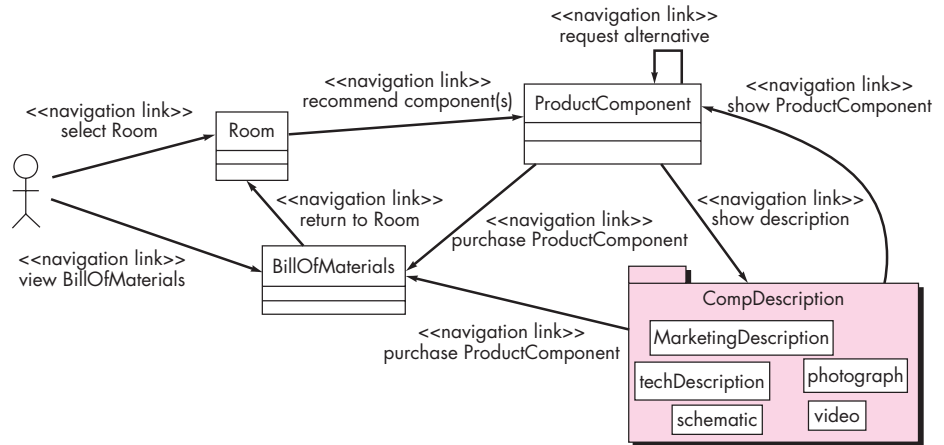 <<navigation link>>
request alternative
<<navigation link>>
recommend component(s)
ProductComponent
<<navigation link>>
show ProductComponent
<<navigation link>>
select Room
Room
<<navigation link>>
return to Room
<<navigation link>>
purchase ProductComponent
<<navigation link>>
show description
<<navigation link>>
view BillOfMaterials
BillOfMaterials
<<navigation link>>
purchase ProductComponent
CompDescription
MarketingDescription
techDescription
photograph
schematic
video